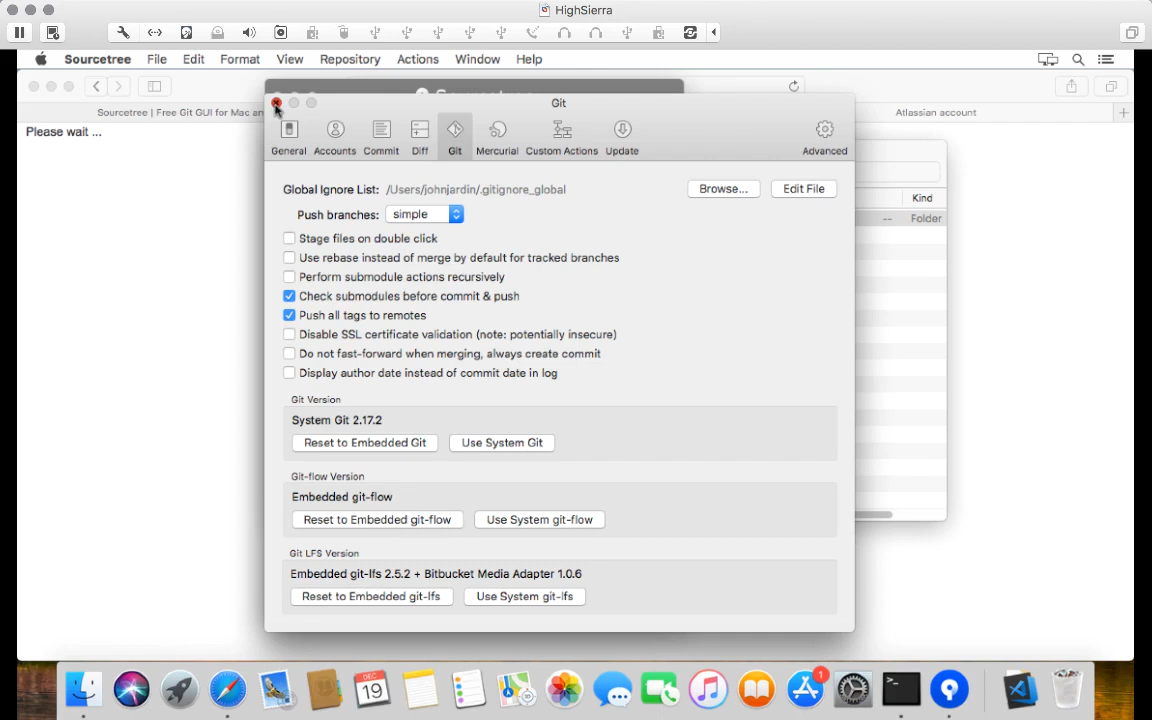 HighSierra
Sourcetree File Edit Format View Repository Actions Window Help
Sourcetree | Free Git GUI for Mac an
Atlassian account
Please wait ...
Git
General Accounts Commit Diff Git Mercurial Custom Actions Update Advanced
Kind
-- Folder
Global Ignore List: /Users/johnjardin/.gitignore_global Browse... Edit File
Push branches: simple
Stage files on double click
Use rebase instead of merge by default for tracked branches
Perform submodule actions recursively
Check submodules before commit & push
Push all tags to remotes
Disable SSL certificate validation (note: potentially insecure)
Do not fast-forward when merging, always create commit
Display author date instead of commit date in log
Git Version
System Git 2.17.2
Reset to Embedded Git Use System Git
Git-flow Version
Embedded git-flow
Reset to Embedded git-flow Use System git-flow
Git LFS Version
Embedded git-lfs 2.5.2 + Bitbucket Media Adapter 1.0.6
Reset to Embedded git-lfs Use System git-lfs
DEC
19
1